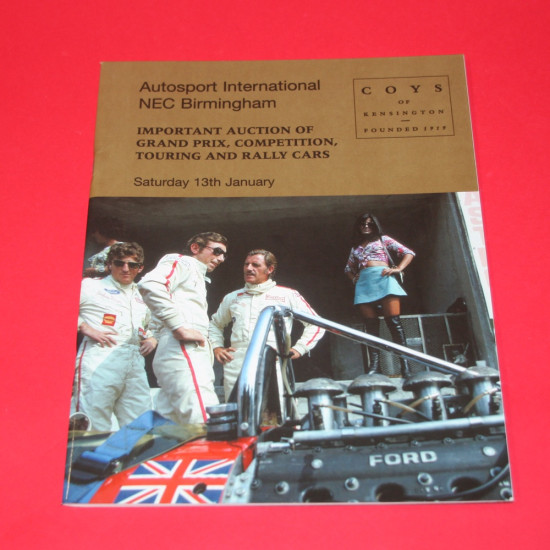 Autosport International
NEC Birmingham
IMPORTANT AUCTION OF
GRAND PRIX, COMPETITION,
TOURING AND RALLY CARS
Saturday 13th January
COYS
OF
KENSINGTON
FOUNDED 1919
FORD